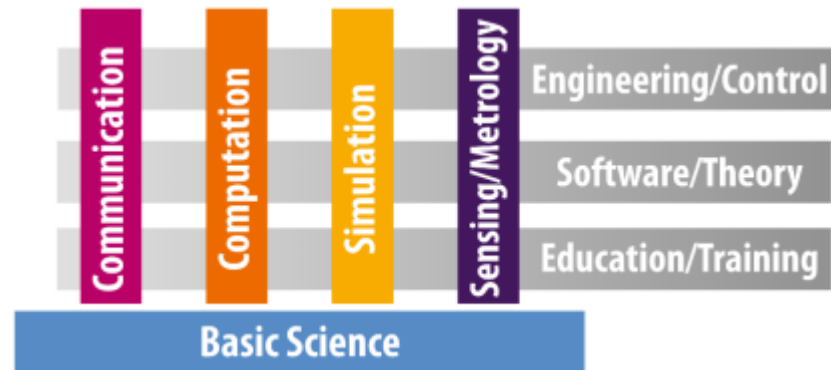 Communication
Computation
Simulation
Sensing/Metrology
Engineering/Control
Software/Theory
Education/Training
Basic Science